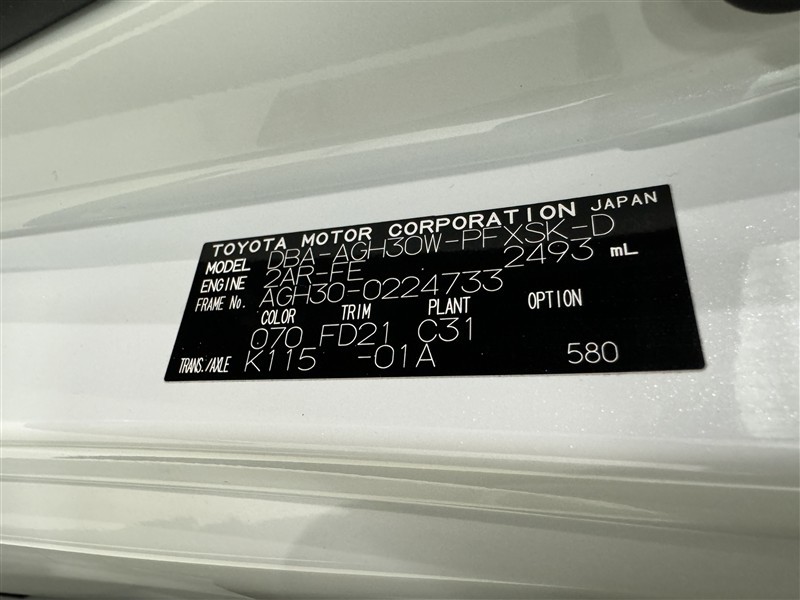 TOYOTA MOTOR CORPORATION JAPAN
MODEL DBA-AGH30W-PFXSK-D
ENGINE 2AR-FE 2493 mL
FRAME No. AGH30-0224733
COLOR TRIM PLANT OPTION
070 FD21 C31
TRANS./AXLE K115 -01A 580